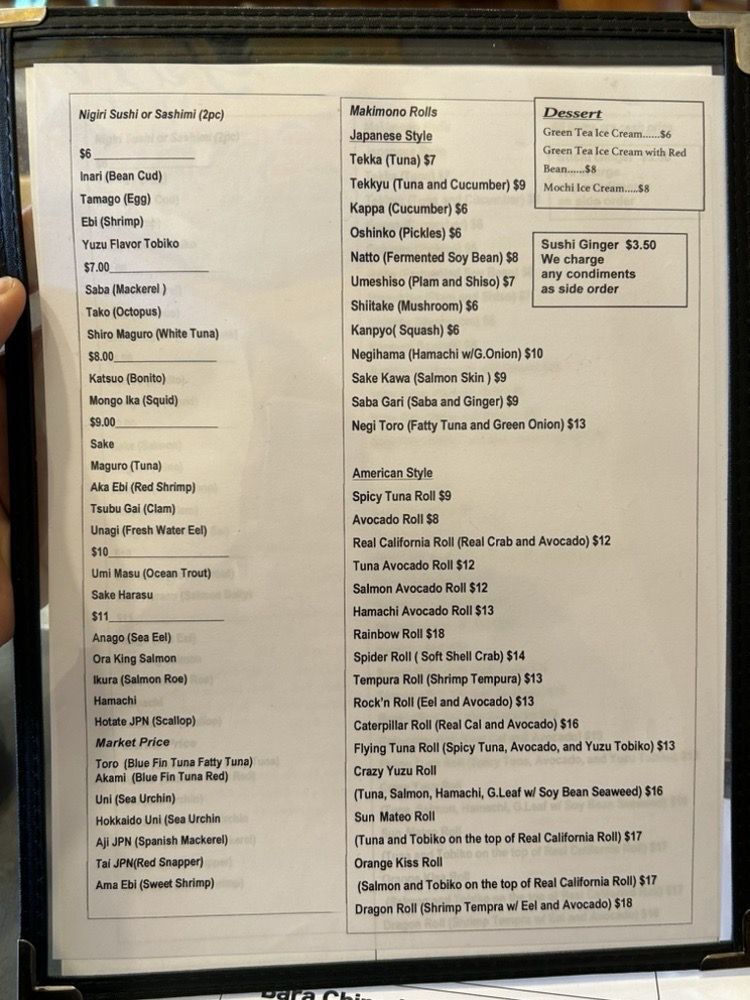 Nigiri Sushi or Sashimi (2pc)
$6
Inari (Bean Cud)
Tamago (Egg)
Ebi (Shrimp)
Yuzu Flavor Tobiko
$7.00
Saba (Mackerel )
Tako (Octopus)
Shiro Maguro (White Tuna)
$8.00
Katsuo (Bonito)
Mongo Ika (Squid)
$9.00
Sake
Maguro (Tuna)
Aka Ebi (Red Shrimp)
Tsubu Gai (Clam)
Unagi (Fresh Water Eel)
$10
Umi Masu (Ocean Trout)
Sake Harasu
$11
Anago (Sea Eel)
Ora King Salmon
Ikura (Salmon Roe)
Hamachi
Hotate JPN (Scallop)
Market Price
Toro (Blue Fin Tuna Fatty Tuna)
Akami (Blue Fin Tuna Red)
Uni (Sea Urchin)
Hokkaido Uni (Sea Urchin
Aji JPN (Spanish Mackerel)
Tai JPN(Red Snapper)
Ama Ebi (Sweet Shrimp)
Makimono Rolls
Japanese Style
Tekka (Tuna) $7
Tekkyu (Tuna and Cucumber) $9
Kappa (Cucumber) $6
Oshinko (Pickles) $6
Natto (Fermented Soy Bean) $8
Umeshiso (Plam and Shiso) $7
Shiitake (Mushroom) $6
Kanpyo( Squash) $6
Negihama (Hamachi w/G.Onion) $10
Sake Kawa (Salmon Skin ) $9
Saba Gari (Saba and Ginger) $9
Negi Toro (Fatty Tuna and Green Onion) $13
American Style
Spicy Tuna Roll $9
Avocado Roll $8
Real California Roll (Real Crab and Avocado) $12
Tuna Avocado Roll $12
Salmon Avocado Roll $12
Hamachi Avocado Roll $13
Rainbow Roll $18
Spider Roll ( Soft Shell Crab) $14
Tempura Roll (Shrimp Tempura) $13
Rock'n Roll (Eel and Avocado) $13
Caterpillar Roll (Real Cal and Avocado) $16
Flying Tuna Roll (Spicy Tuna, Avocado, and Yuzu Tobiko) $13
Crazy Yuzu Roll
(Tuna, Salmon, Hamachi, G.Leaf w/ Soy Bean Seaweed) $16
Sun Mateo Roll
(Tuna and Tobiko on the top of Real California Roll) $17
Orange Kiss Roll
(Salmon and Tobiko on the top of Real California Roll) $17
Dragon Roll (Shrimp Tempra w/ Eel and Avocado) $18
Dessert
Green Tea Ice Cream......$6
Green Tea Ice Cream with Red
Bean......$8
Mochi Ice Cream.....$8
Sushi Ginger $3.50
We charge
any condiments
as side order